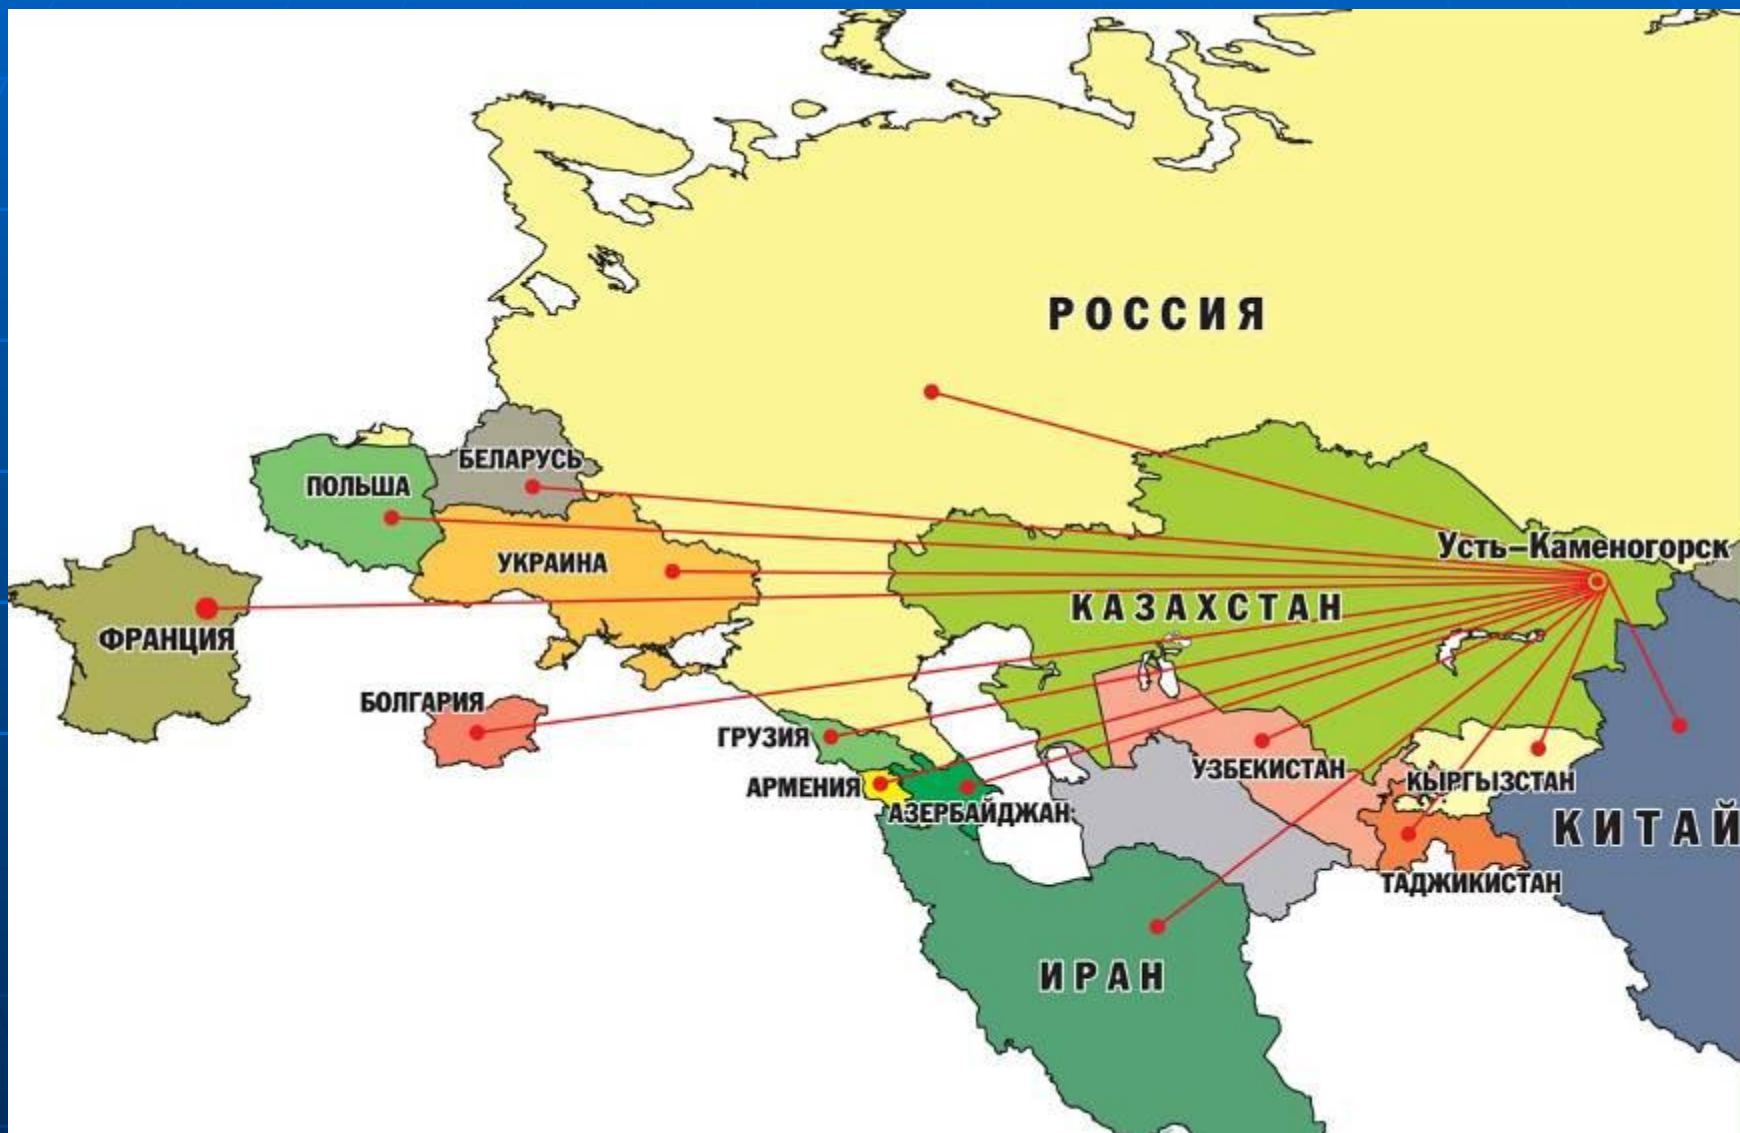 РОССИЯ
БЕЛАРУСЬ
ПОЛЬША
Усть-Каменогорск
УКРАИНА
КАЗАХСТАН
ФРАНЦИЯ
БОЛГАРИЯ
ГРУЗИЯ
УЗБЕКИСТАН
КЫРГЫЗСТАН
АРМЕНИЯ
АЗЕРБАЙДЖАН
КИТАЙ
ТАДЖИКИСТАН
ИРАН